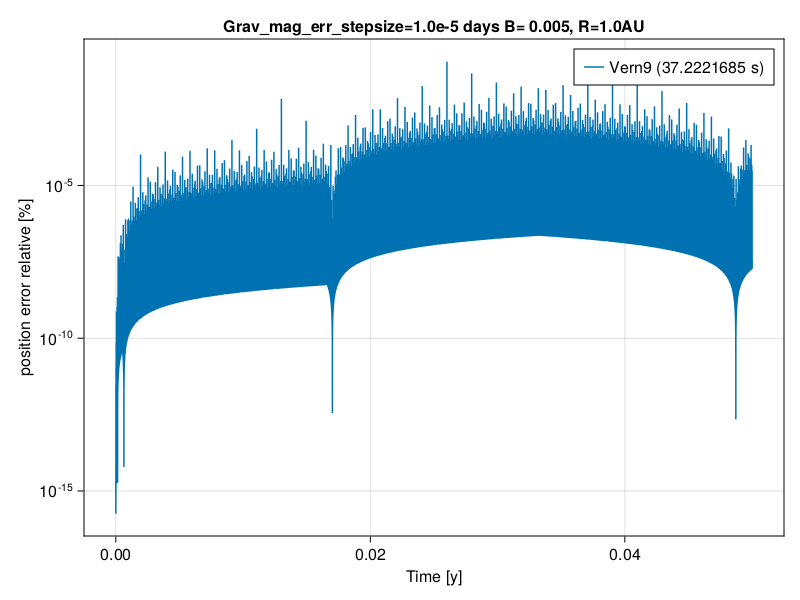 Grav_mag_err_stepsize=1.0e-5 days B= 0.005, R=1.0AU
Vern9 (37.2221685 s)
position error relative [%]
10^-5
10^-10
10^-15
0.00 0.02 0.04
Time [y]